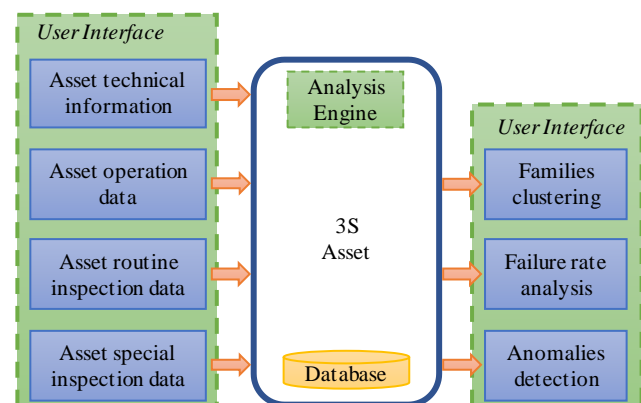 User Interface
Asset technical
information
Asset operation
data
Asset routine
inspection data
Asset special
inspection data
Analysis
Engine
3S
Asset
Database
User Interface
Families
clustering
Failure rate
analysis
Anomalies
detection